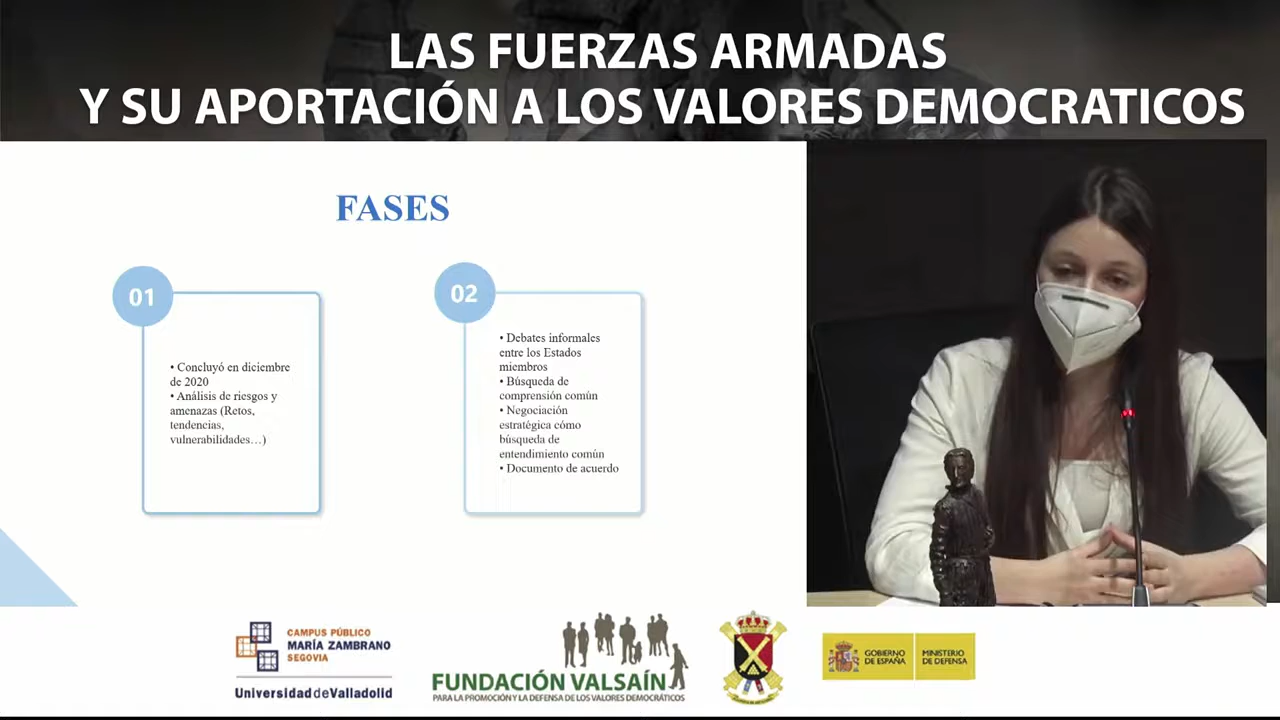 LAS FUERZAS ARMADAS
Y SU APORTACIÓN A LOS VALORES DEMOCRATICOS
FASES
01
• Concluyó en diciembre
de 2020
• Análisis de riesgos y
amenazas (Retos,
tendencias,
vulnerabilidades…)
02
• Debates informales
entre los Estados
miembros
• Búsqueda de
comprensión común
• Negociación
estratégica cómo
búsqueda de
entendimiento común
• Documento de acuerdo
CAMPUS PÚBLICO
MARÍA ZAMBRANO
SEGOVIA
Universidad de Valladolid
FUNDACIÓN VALSAÍN
PARA LA PROMOCIÓN Y LA DEFENSA DE LOS VALORES DEMOCRÁTICOS
GOBIERNO
DE ESPAÑA
MINISTERIO
DE DEFENSA